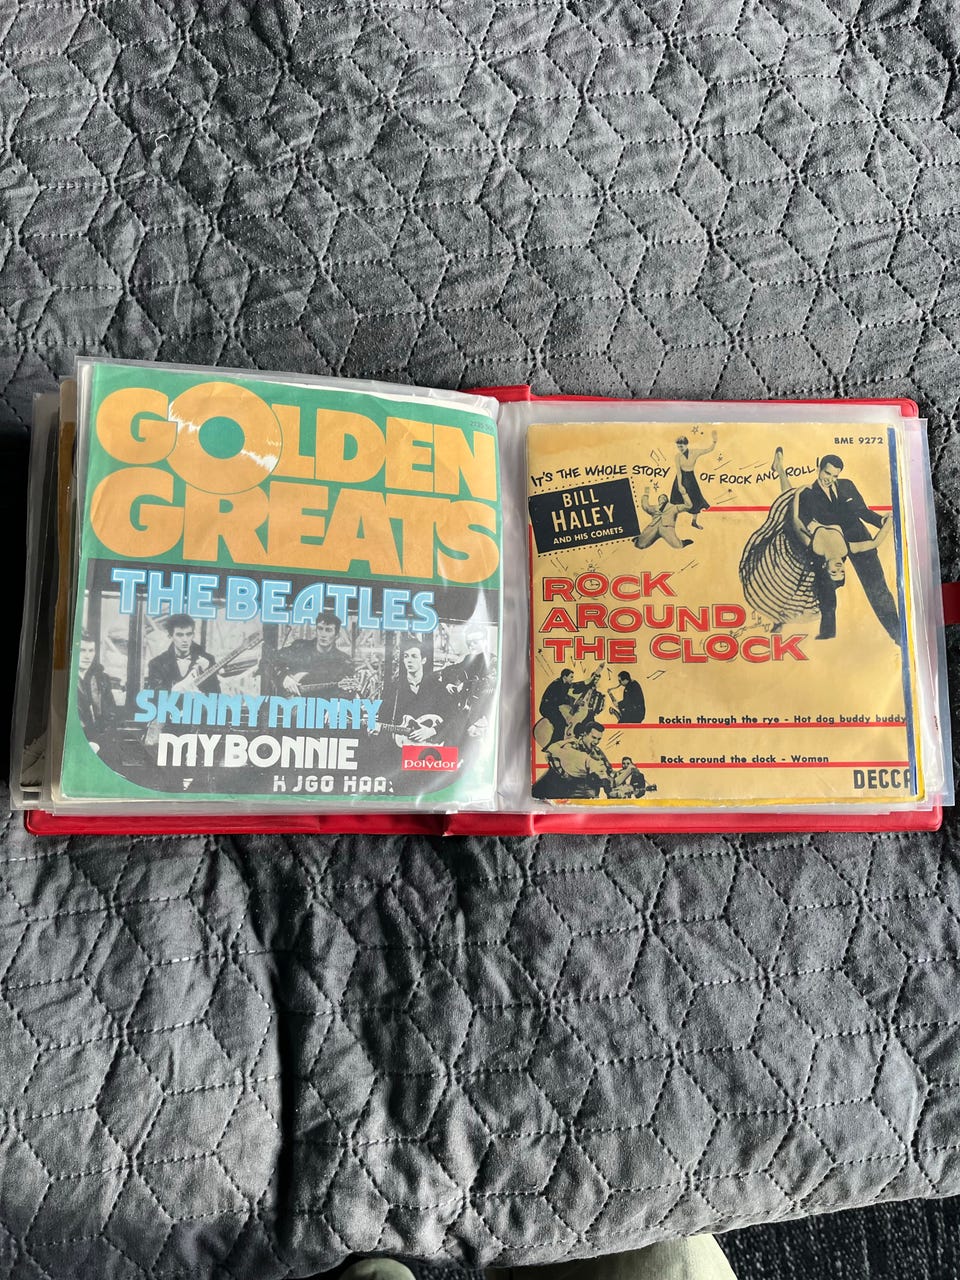 GOLDEN
GREATS
THE BEATLES
SKINNY MINNY
MY BONNIE
polydor
BME 9272
IT'S THE WHOLE STORY OF ROCK AND ROLL!
BILL
HALEY
AND HIS COMETS
ROCK
AROUND
THE CLOCK
Rockin through the rye - Hot dog buddy buddy
Rock around the clock - Women
DECCA